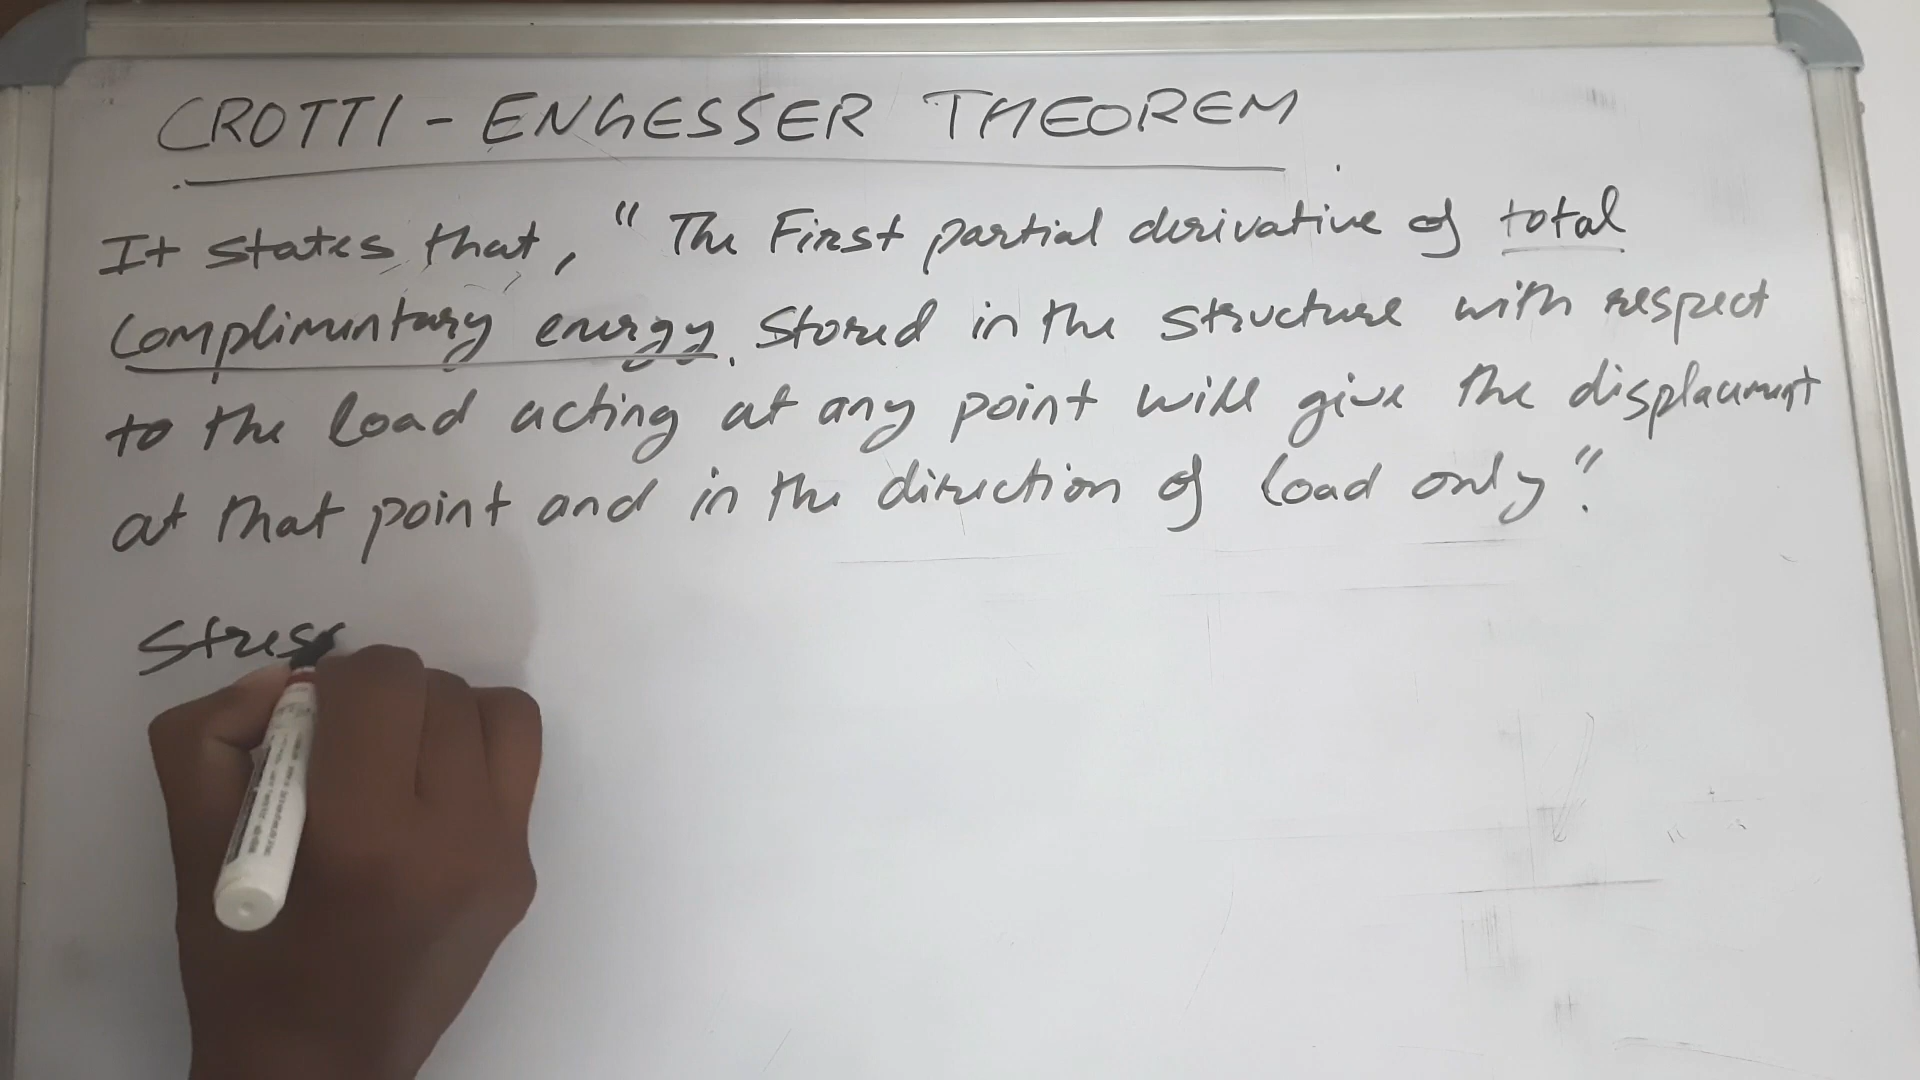 CROTTI - ENGESSER THEOREM
It states that, "The First partial derivative of total
Complimentary energy. Stored in the structure with respect
to the load acting at any point will give the displacement
at that point and in the direction of load only".
Stress